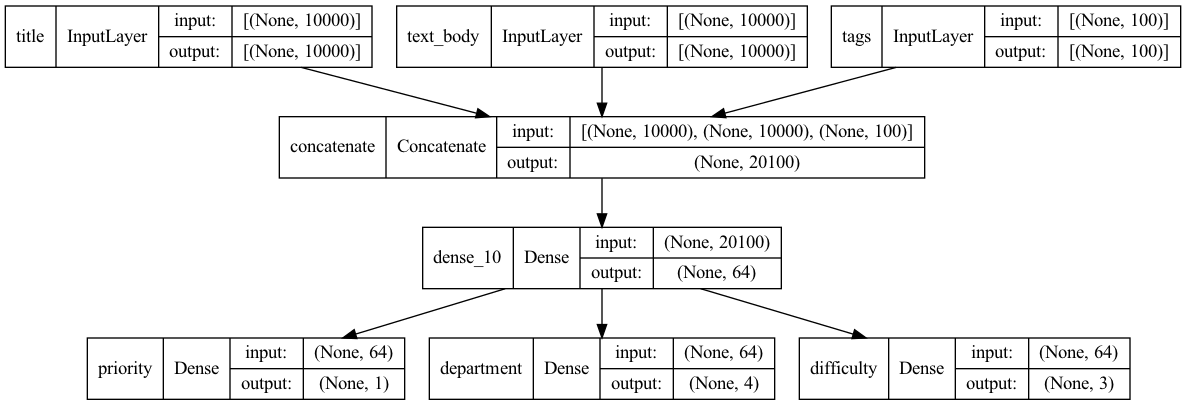 title InputLayer input: [(None, 10000)] text_body InputLayer input: [(None, 10000)] tags InputLayer input: [(None, 100)]
output: [(None, 10000)] output: [(None, 10000)] output: [(None, 100)]
concatenate Concatenate input: [(None, 10000), (None, 10000), (None, 100)]
output: (None, 20100)
dense_10 Dense input: (None, 20100)
output: (None, 64)
priority Dense input: (None, 64) department Dense input: (None, 64) difficulty Dense input: (None, 64)
output: (None, 1) output: (None, 4) output: (None, 3)